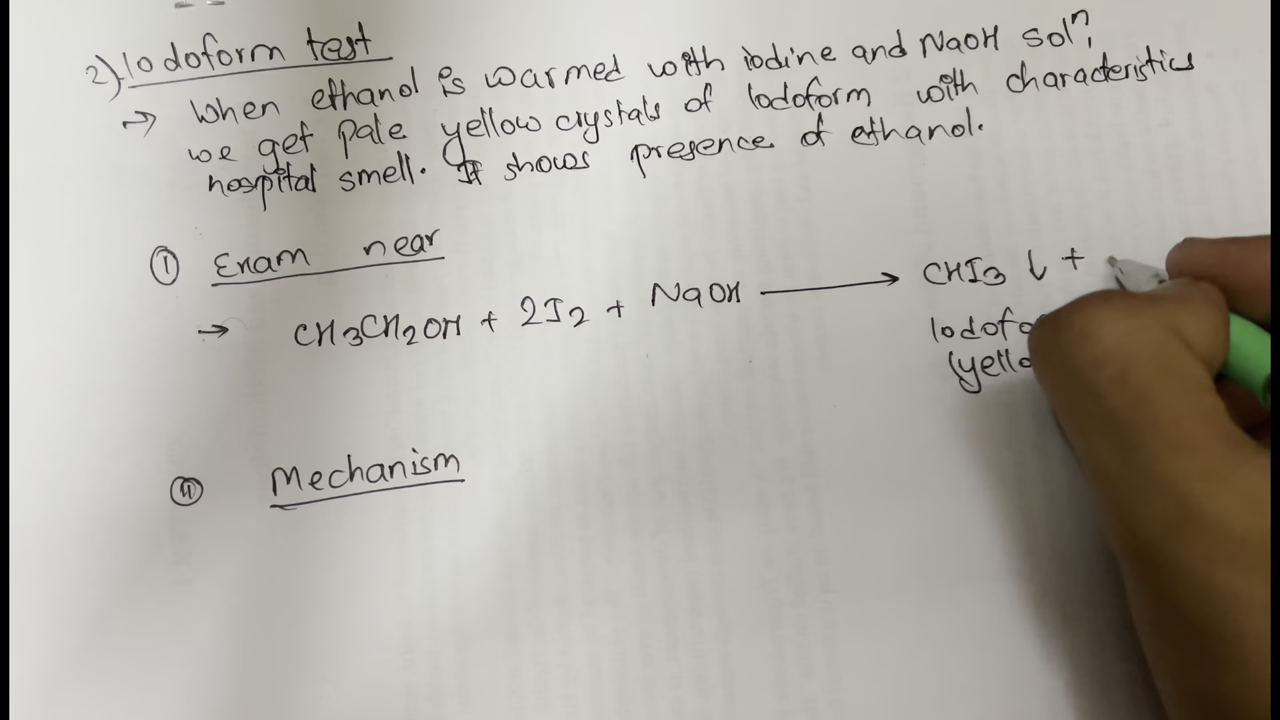 2) Iodoform test
→ When ethanol is warmed with iodine and NaOH solⁿ,
we get pale yellow crystals of Iodoform with characteristics
hospital smell. It shows presence of ethanol.
① Exam near
→ CH3CH2OH + 2I2 + NaOH ⟶ CHI3 ↓ +
Iodofo
(yello
② Mechanism